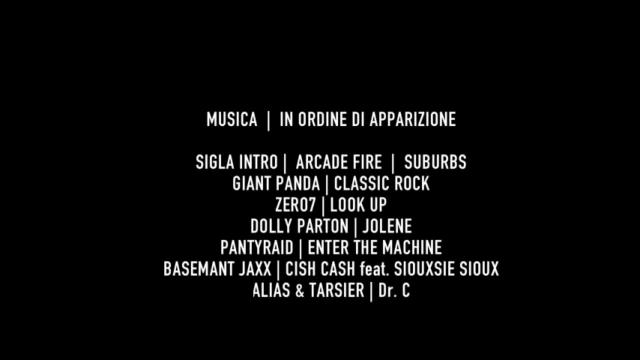 MUSICA | IN ORDINE DI APPARIZIONE
SIGLA INTRO | ARCADE FIRE | SUBURBS
GIANT PANDA | CLASSIC ROCK
ZERO7 | LOOK UP
DOLLY PARTON | JOLENE
PANTYRAID | ENTER THE MACHINE
BASEMANT JAXX | CISH CASH feat. SIOUXSIE SIOUX
ALIAS & TARSIER | Dr. C